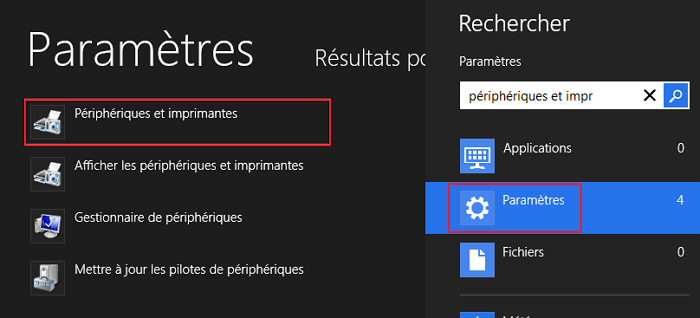 Paramètres
Résultats po
Périphériques et imprimantes
Afficher les périphériques et imprimantes
Gestionnaire de périphériques
Mettre à jour les pilotes de périphériques
Rechercher
Paramètres
périphériques et impr
Applications 0
Paramètres 4
Fichiers 0